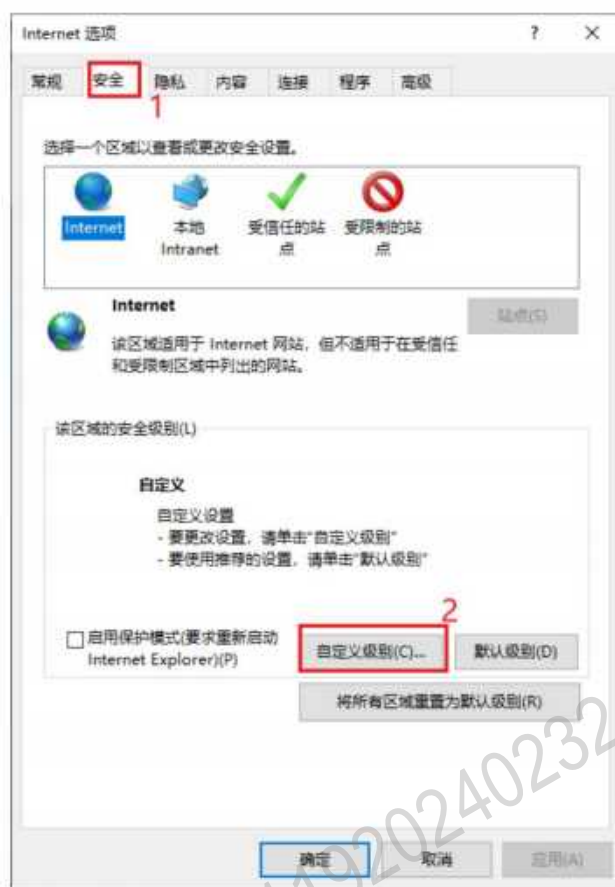 Internet 选项
常规 安全 隐私 内容 连接 程序 高级
1
选择一个区域以查看或更改安全设置。
Internet
本地
Intranet
受信任的站
点
受限制的站
点
Internet
站点(S)
该区域适用于 Internet 网站，但不适用于在受信任
和受限制区域中列出的网站。
该区域的安全级别(L)
自定义
自定义设置
- 要更改设置，请单击“自定义级别”
- 要使用推荐的设置，请单击“默认级别”
2
启用保护模式(要求重新启动
Internet Explorer)(P)
自定义级别(C)...
默认级别(D)
将所有区域重置为默认级别(R)
确定 取消 应用(A)